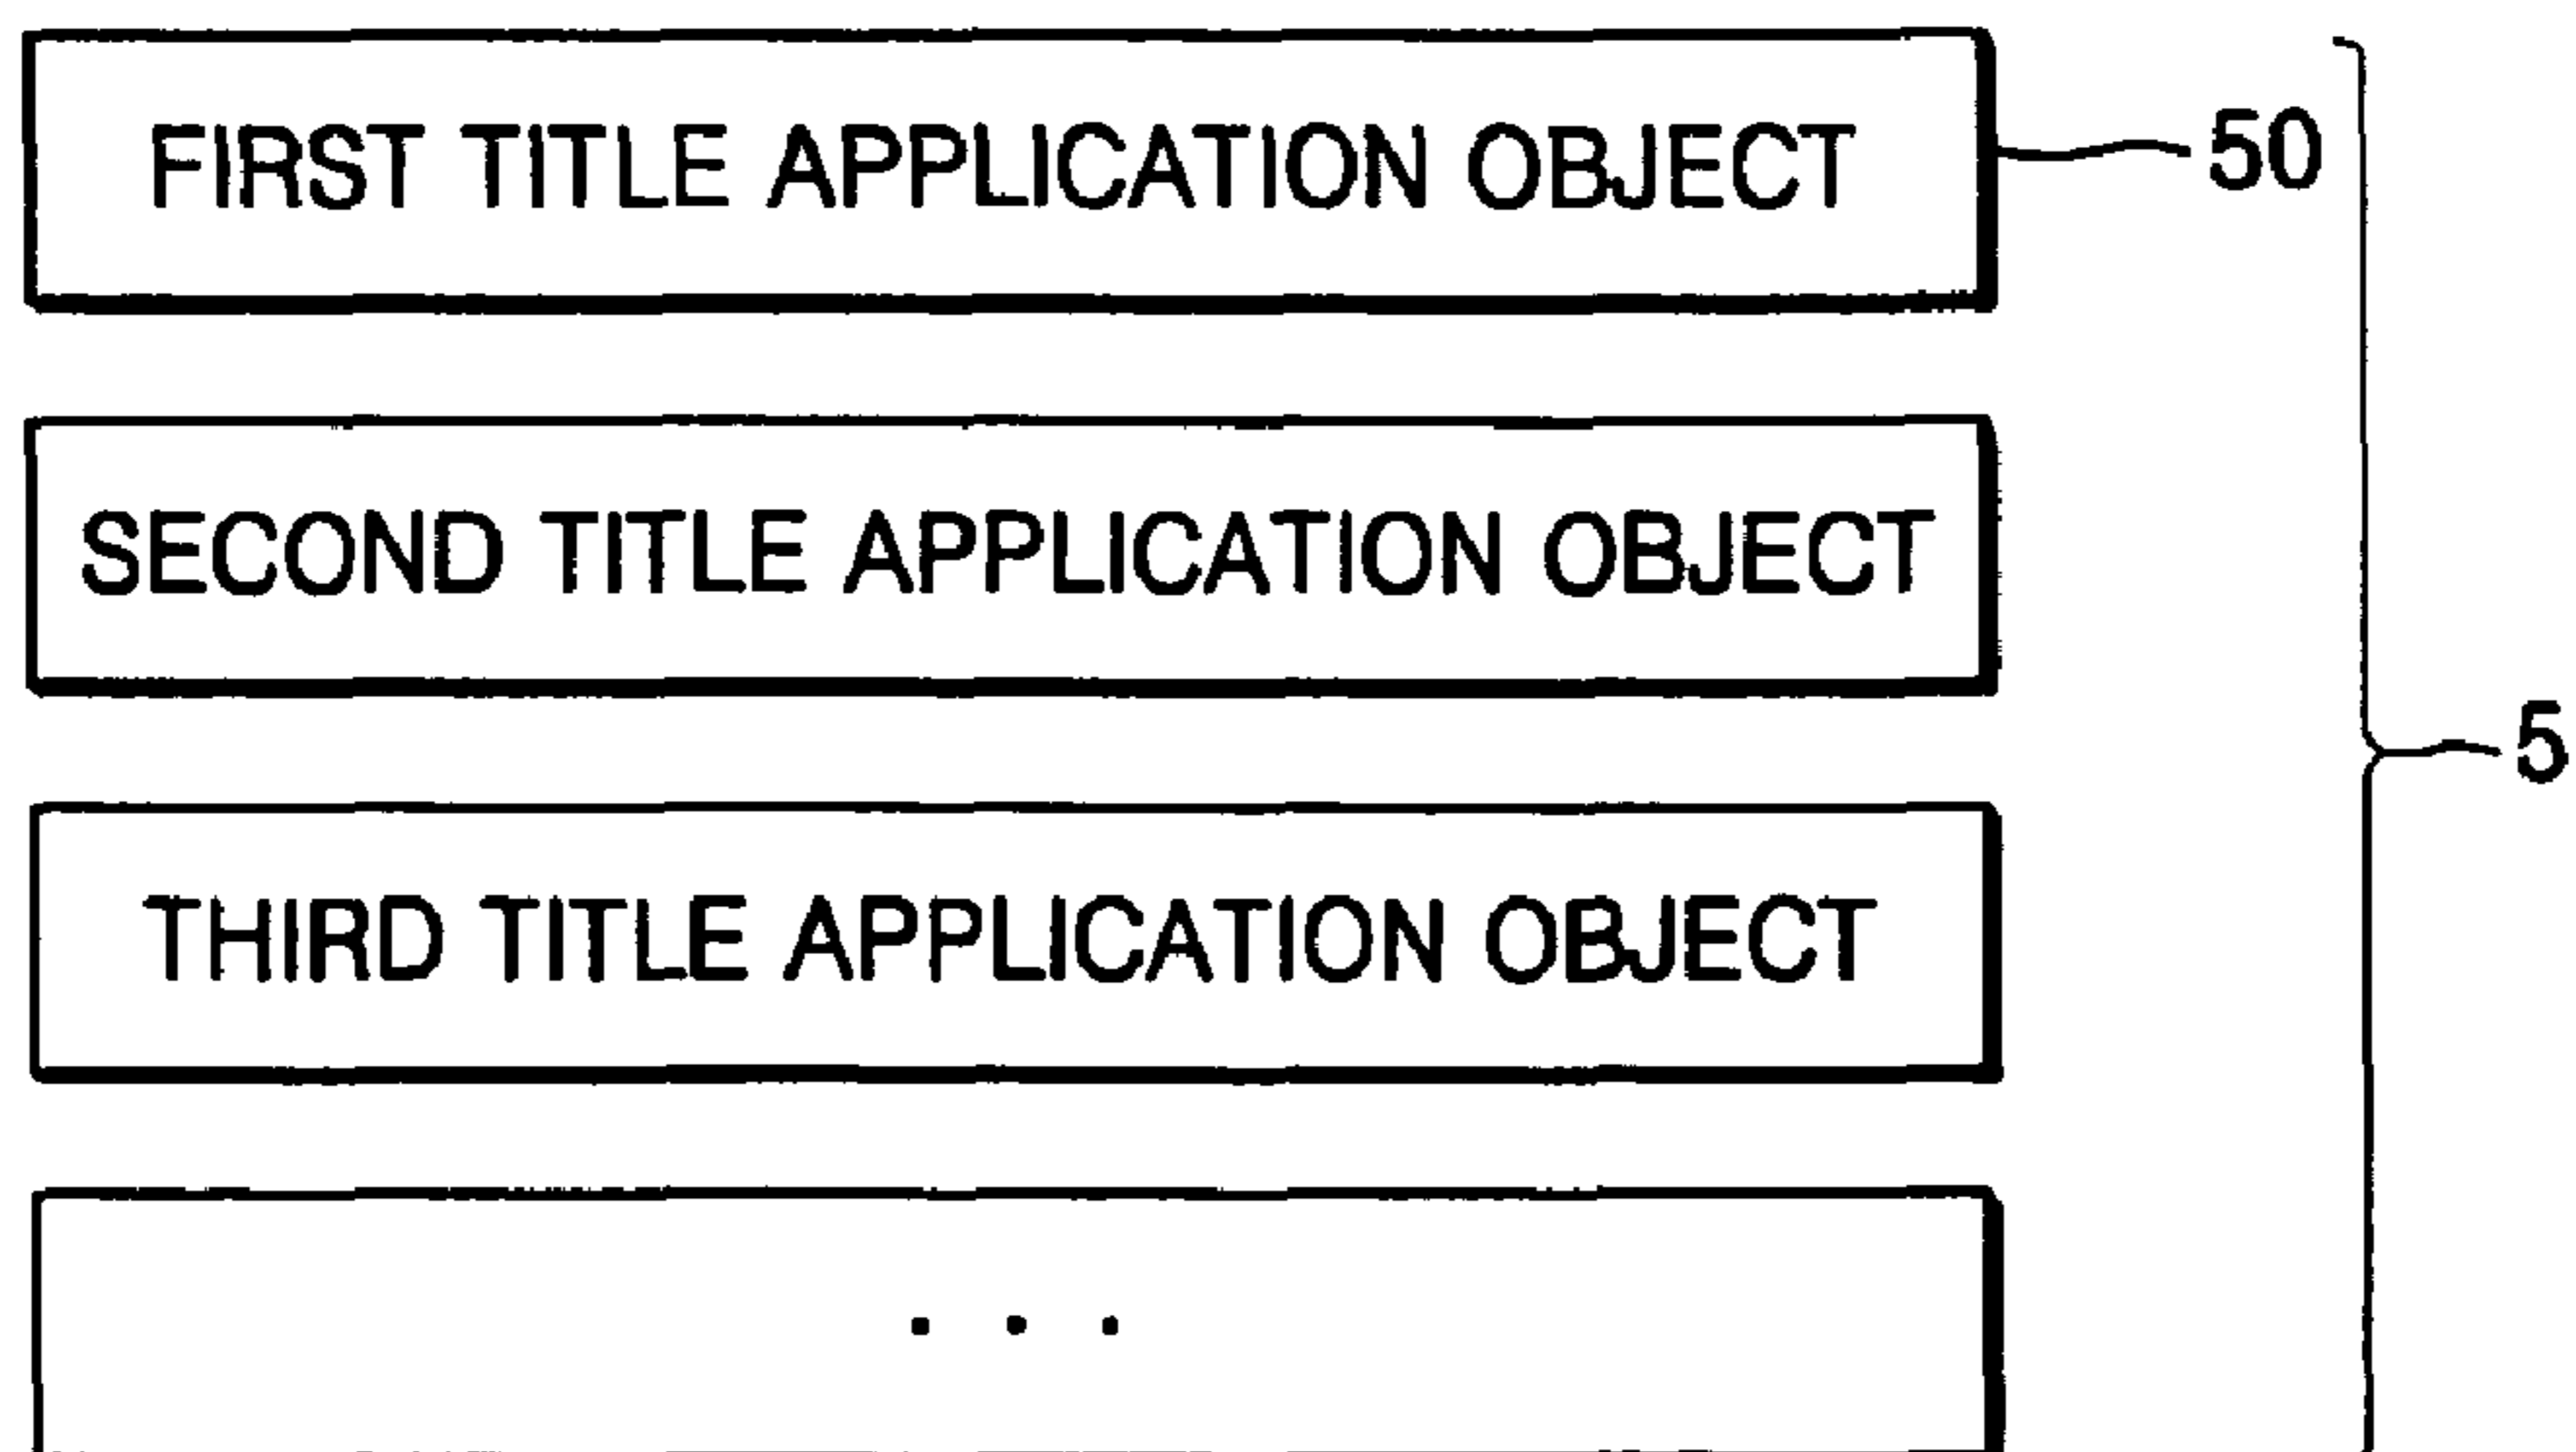 FIRST TITLE APPLICATION OBJECT
50
SECOND TITLE APPLICATION OBJECT
5
THIRD TITLE APPLICATION OBJECT
. . .